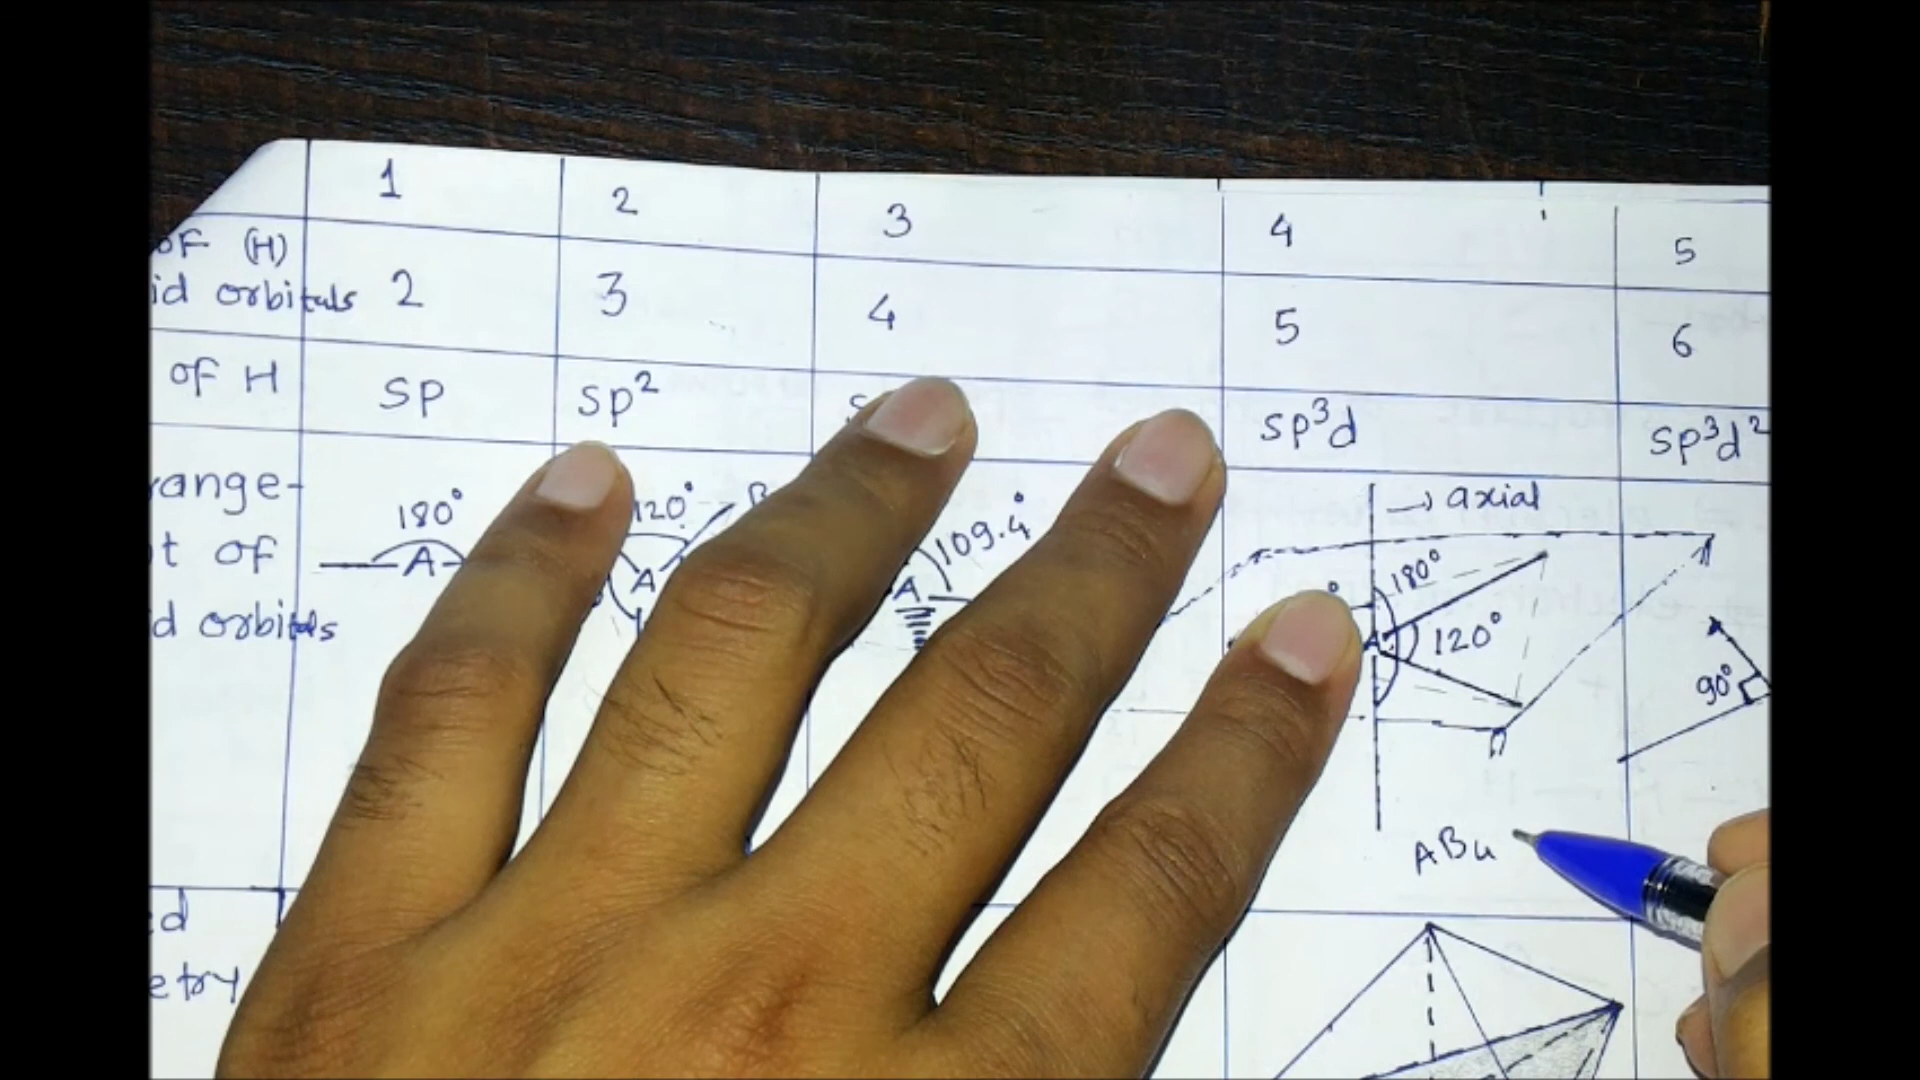 1 2 3 4 5
of (H)
id orbitals 2 3 4 5 6
of H SP SP² SP³d SP³d²
range-
t of
d orbitals
180°
A
120°
A
109.4°
A
→ axial
180°
120°
A
90°
AB₄
ed
etry